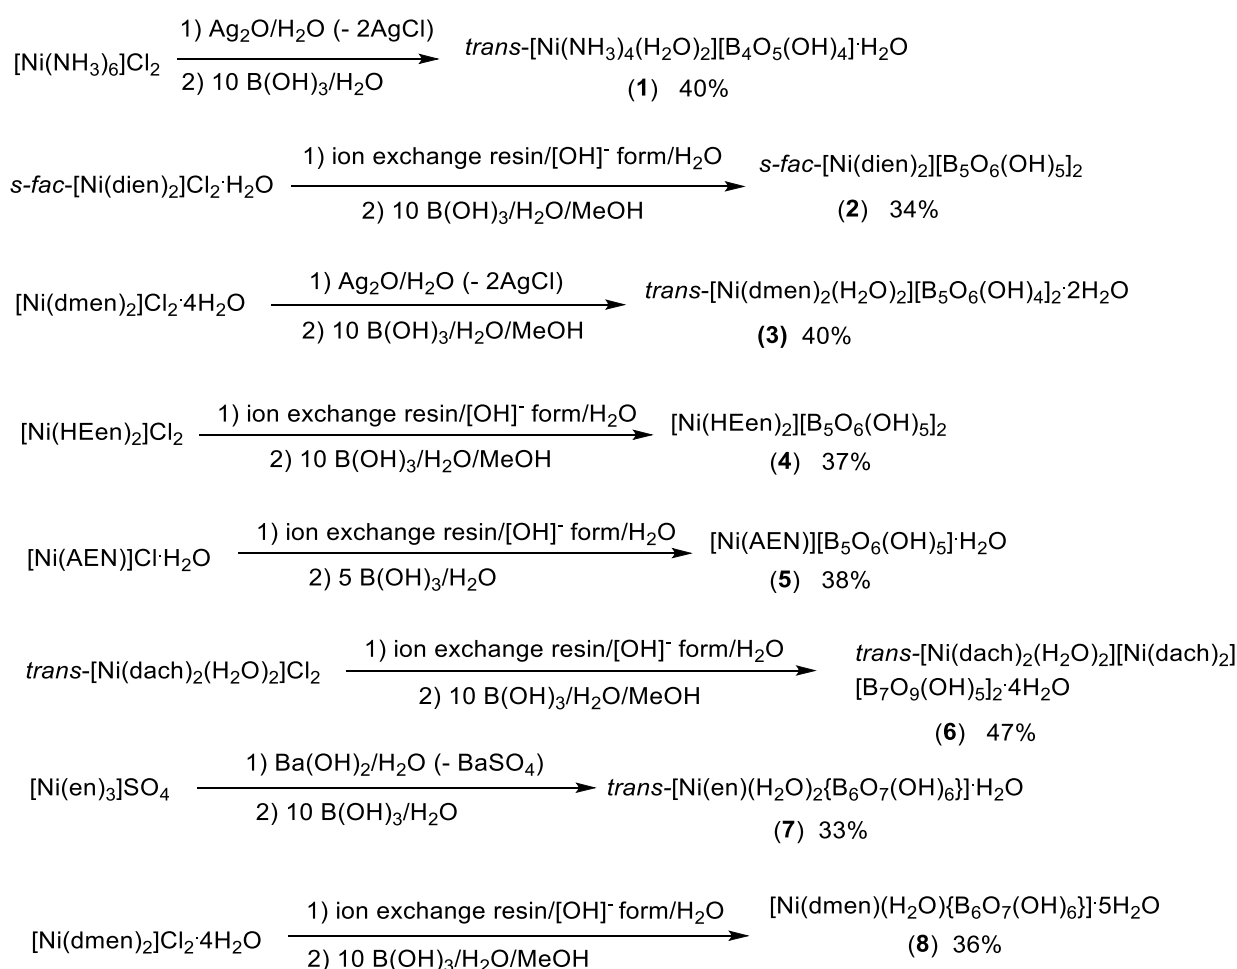 1) Ag₂O/H₂O (- 2AgCl)
[Ni(NH₃)₆]Cl₂
2) 10 B(OH)₃/H₂O
trans-[Ni(NH₃)₄(H₂O)₂][B₄O₅(OH)₄]·H₂O
(1) 40%
1) ion exchange resin/[OH]⁻ form/H₂O
s-fac-[Ni(dien)₂]Cl₂·H₂O
2) 10 B(OH)₃/H₂O/MeOH
s-fac-[Ni(dien)₂][B₅O₆(OH)₅]₂
(2) 34%
1) Ag₂O/H₂O (- 2AgCl)
[Ni(dmen)₂]Cl₂·4H₂O
2) 10 B(OH)₃/H₂O/MeOH
trans-[Ni(dmen)₂(H₂O)₂][B₅O₆(OH)₄]₂·2H₂O
(3) 40%
1) ion exchange resin/[OH]⁻ form/H₂O
[Ni(HEen)₂]Cl₂
2) 10 B(OH)₃/H₂O/MeOH
[Ni(HEen)₂][B₅O₆(OH)₅]₂
(4) 37%
1) ion exchange resin/[OH]⁻ form/H₂O
[Ni(AEN)]Cl·H₂O
2) 5 B(OH)₃/H₂O
[Ni(AEN)][B₅O₆(OH)₅]·H₂O
(5) 38%
1) ion exchange resin/[OH]⁻ form/H₂O
trans-[Ni(dach)₂(H₂O)₂]Cl₂
2) 10 B(OH)₃/H₂O/MeOH
trans-[Ni(dach)₂(H₂O)₂][Ni(dach)₂]
[B₇O₉(OH)₅]₂·4H₂O
(6) 47%
1) Ba(OH)₂/H₂O (- BaSO₄)
[Ni(en)₃]SO₄
2) 10 B(OH)₃/H₂O
trans-[Ni(en)(H₂O)₂{B₆O₇(OH)₆}]·H₂O
(7) 33%
1) ion exchange resin/[OH]⁻ form/H₂O
[Ni(dmen)₂]Cl₂·4H₂O
2) 10 B(OH)₃/H₂O/MeOH
[Ni(dmen)(H₂O){B₆O₇(OH)₆}]·5H₂O
(8) 36%